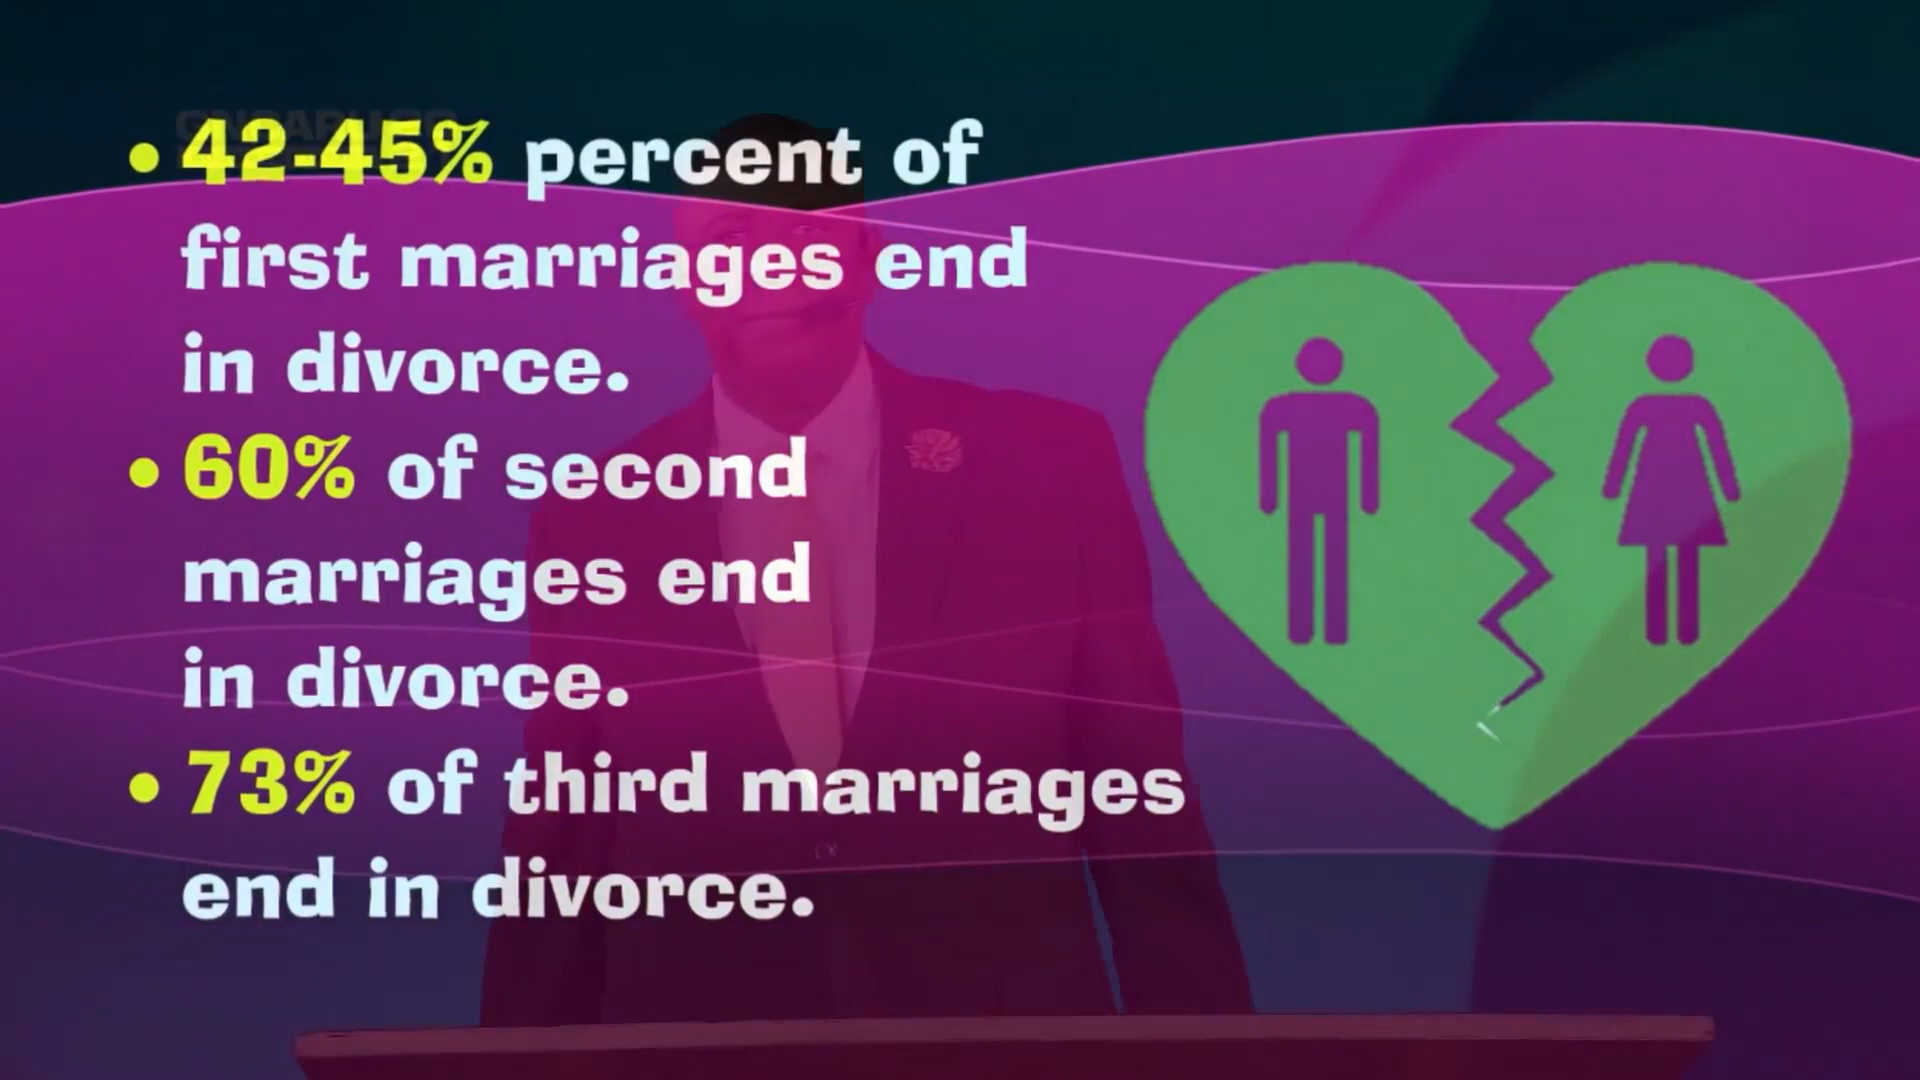 • 42-45% percent of
first marriages end
in divorce.
• 60% of second
marriages end
in divorce.
• 73% of third marriages
end in divorce.